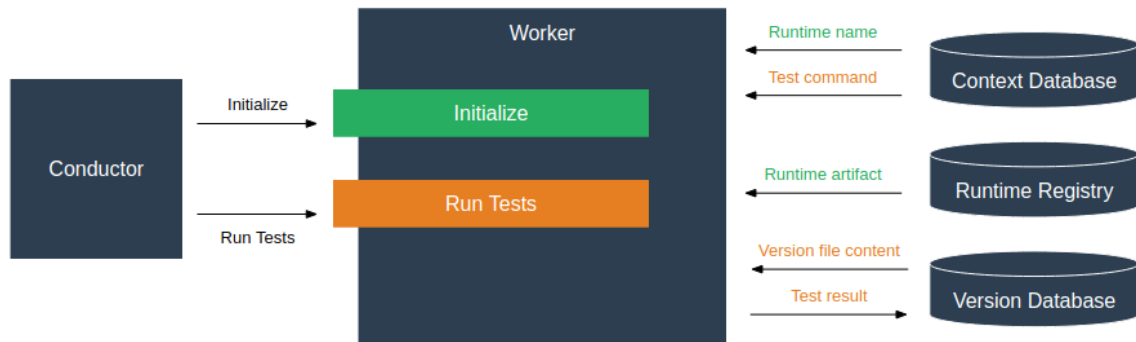 Worker
Conductor
Initialize
Initialize
Run Tests
Run Tests
Runtime name
Test command
Context Database
Runtime artifact
Runtime Registry
Version file content
Test result
Version Database